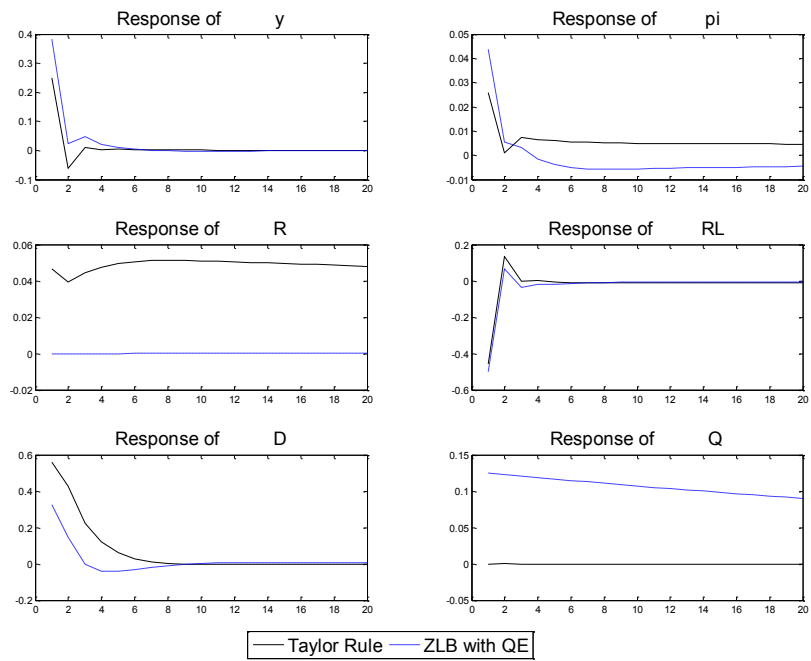 Response of y
0.4
0.3
0.2
0.1
0
-0.1
0 2 4 6 8 10 12 14 16 18 20
Response of pi
0.05
0.04
0.03
0.02
0.01
0
-0.01
0 2 4 6 8 10 12 14 16 18 20
Response of R
0.06
0.04
0.02
0
-0.02
0 2 4 6 8 10 12 14 16 18 20
Response of RL
0.2
0
-0.2
-0.4
-0.6
0 2 4 6 8 10 12 14 16 18 20
Response of D
0.6
0.4
0.2
0
-0.2
0 2 4 6 8 10 12 14 16 18 20
Response of Q
0.15
0.1
0.05
0
-0.05
0 2 4 6 8 10 12 14 16 18 20
Taylor Rule ZLB with QE